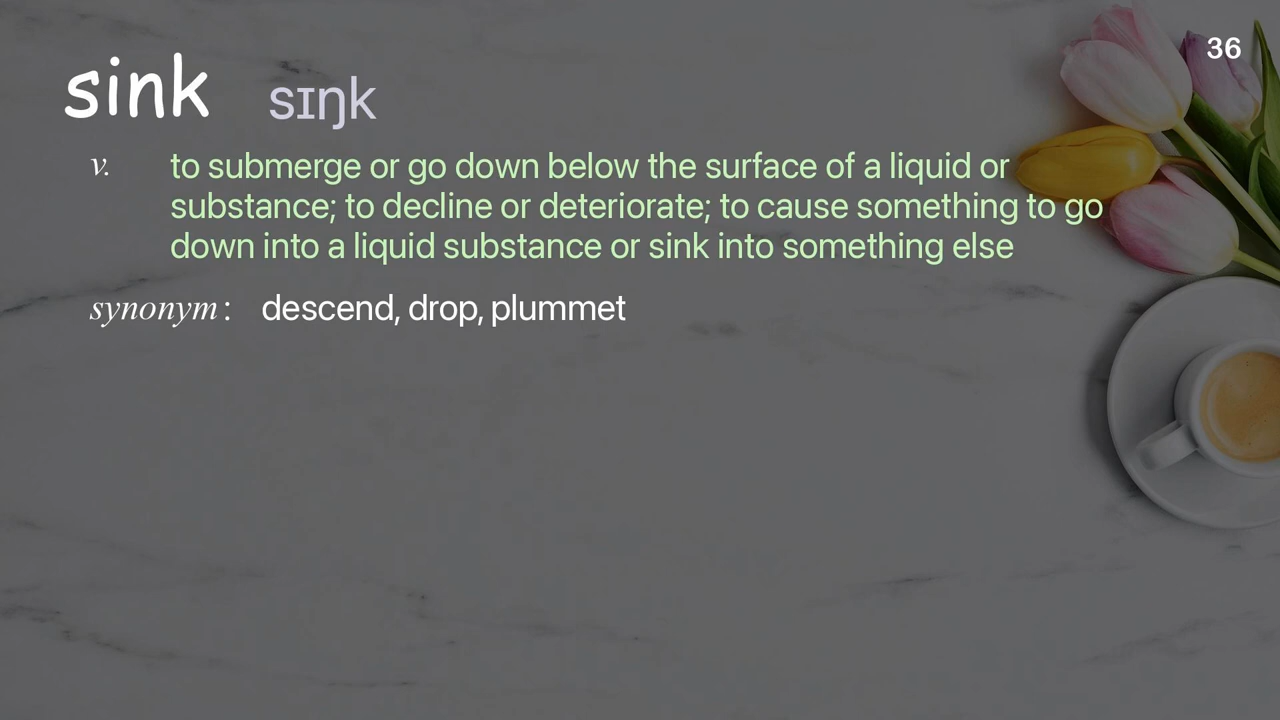 36
sink sɪŋk
v. to submerge or go down below the surface of a liquid or
substance; to decline or deteriorate; to cause something to go
down into a liquid substance or sink into something else
synonym: descend, drop, plummet